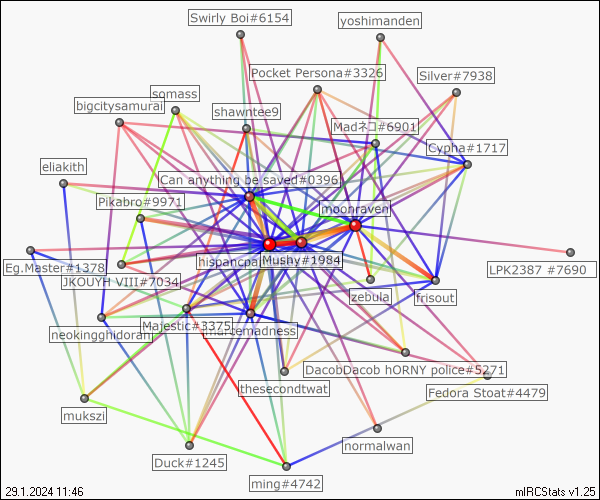 Swirly Boi#6154
yoshimanden
Pocket Persona#3326
Silver#7938
somass
bigcitysamurai
shawntee9
Madネコ#6901
Cypha#1717
eliakith
Can anything be saved#0396
Pikabro#9971
moonraven
hispancpa
Mushy#1984
Eg.Master#1378
JKOUYH VIII#7034
LPK2387 #7690
zebula
frisout
neokingghidorah
Majestic#3375
madness
DacobDacob hORNY police#5271
thesecondtwat
Fedora Stoat#4479
mukszi
normalwan
Duck#1245
ming#4742
29.1.2024 11:46
mIRCStats v1.25